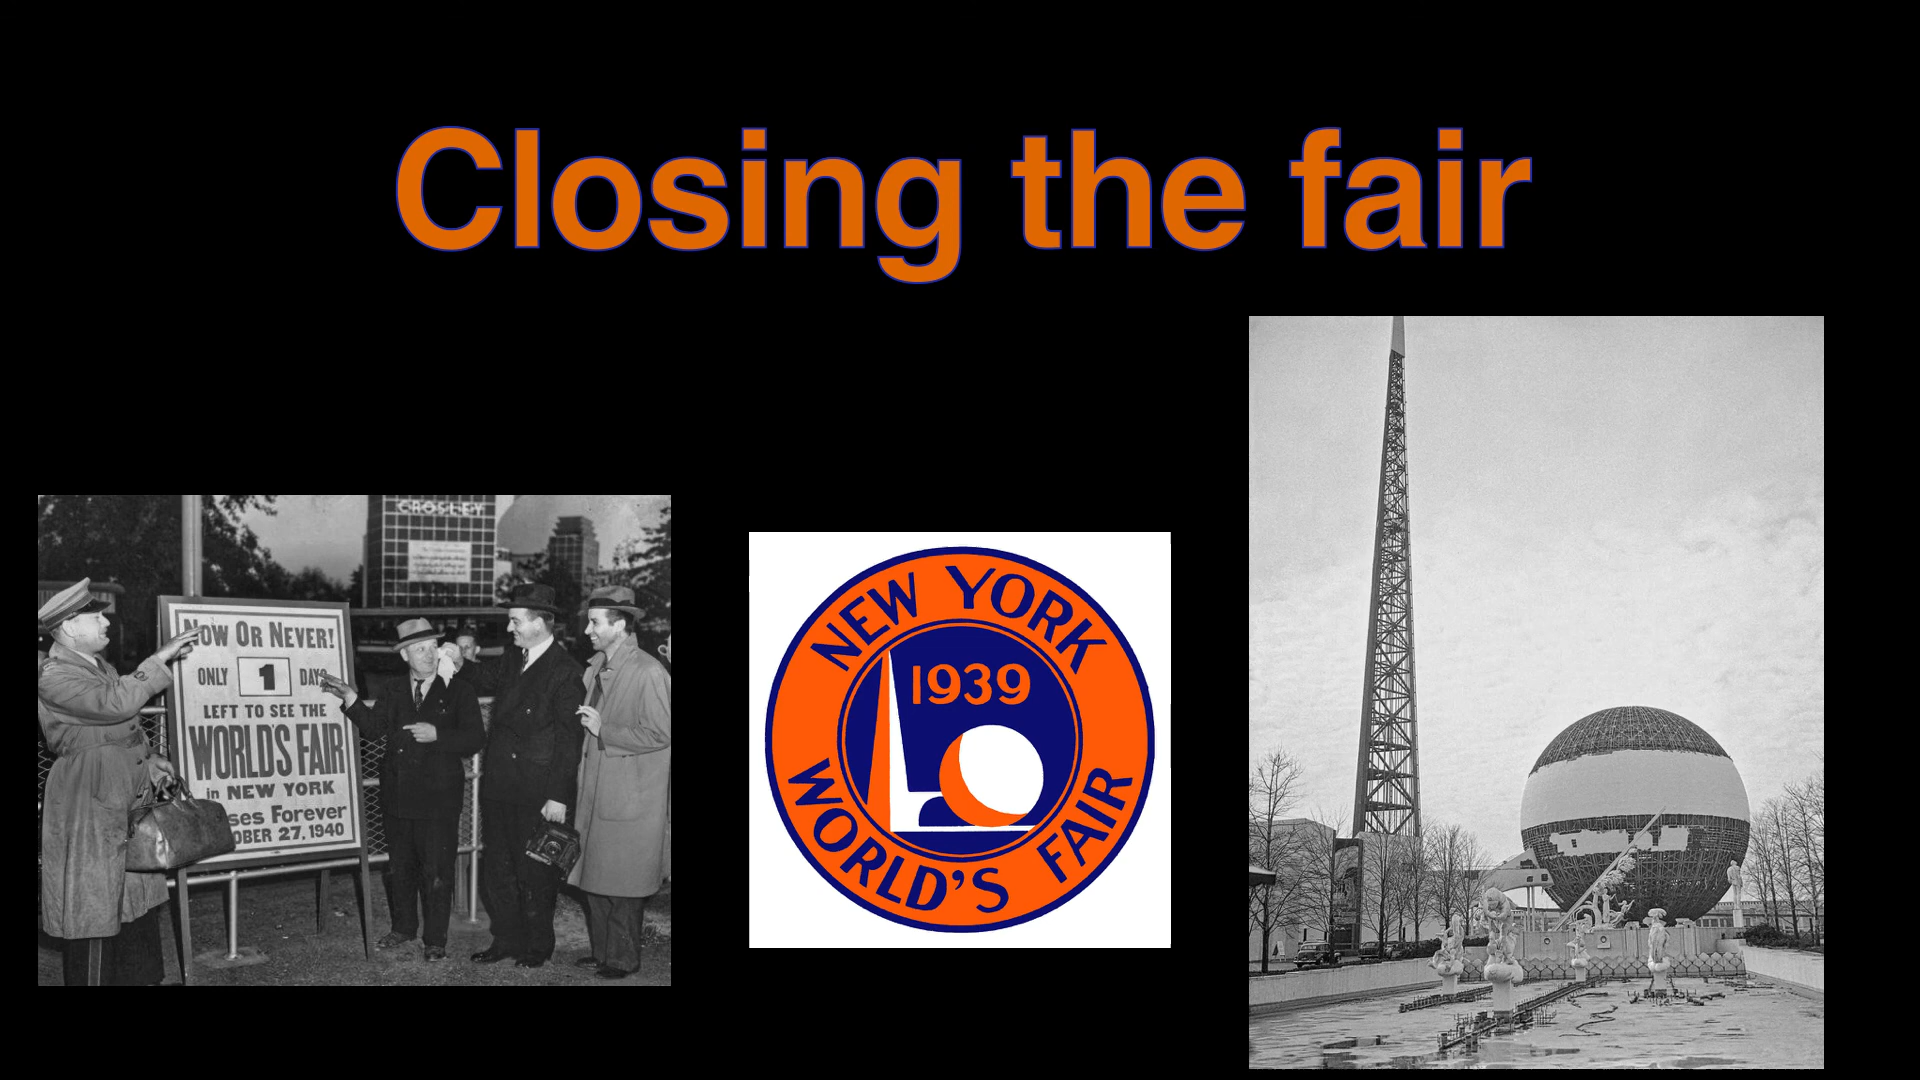 Closing the fair
CROSLEY
NOW OR NEVER!
ONLY 1 DAYS
LEFT TO SEE THE
WORLD'S FAIR
in NEW YORK
ses Forever
OBER 27, 1940
NEW YORK
1939
WORLD'S FAIR